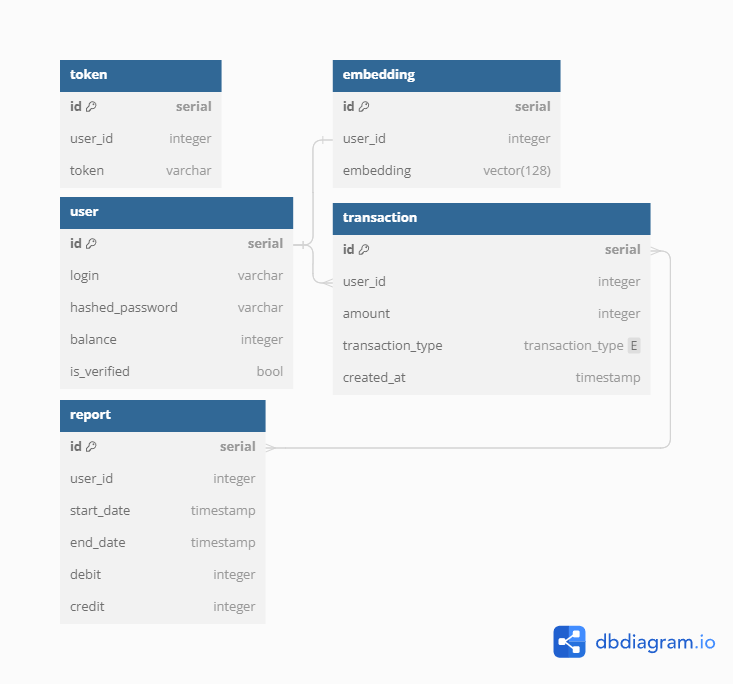 token
id serial
user_id integer
token varchar
embedding
id serial
user_id integer
embedding vector(128)
user
id serial
login varchar
hashed_password varchar
balance integer
is_verified bool
transaction
id serial
user_id integer
amount integer
transaction_type transaction_type E
created_at timestamp
report
id serial
user_id integer
start_date timestamp
end_date timestamp
debit integer
credit integer
dbdiagram.io